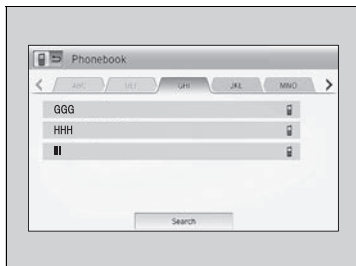 Phonebook
ABC DEF GHI JKL MNO
GGG
HHH
III
Search